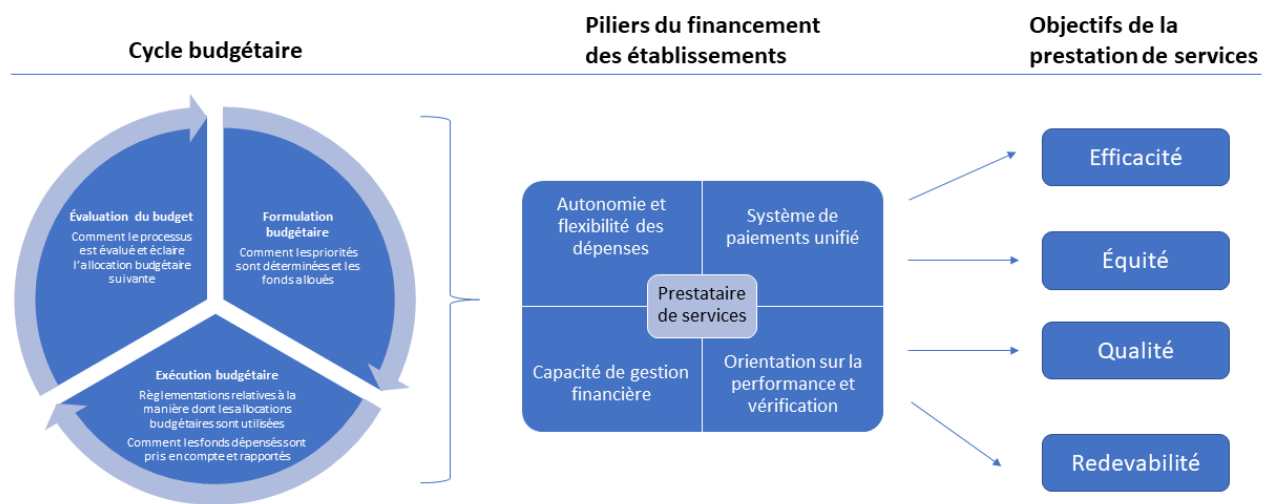 Cycle budgétaire
Piliers du financement
des établissements
Objectifs de la
prestation de services
Évaluation du budget
Comment le processus
est évalué et éclaire
l'allocation budgétaire
suivante
Formulation
budgétaire
Comment les priorités
sont déterminées et les
fonds alloués
Exécution budgétaire
Règlementations relatives à la
manière dont les allocations
budgétaires sont utilisées
Comment les fonds dépensés sont
pris en compte et rapportés
Autonomie et
flexibilité des
dépenses
Système de
paiements unifié
Prestataire
de services
Capacité de gestion
financière
Orientation sur la
performance et
vérification
Efficacité
Équité
Qualité
Redevabilité